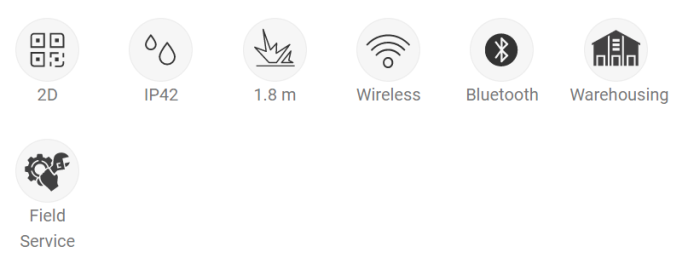 2D
IP42
1.8 m
Wireless
Bluetooth
Warehousing
Field
Service